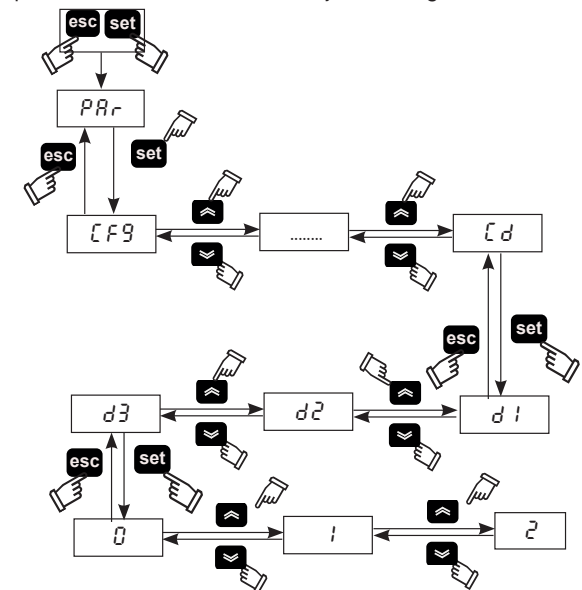 esc set
PAr
esc set
CF9 ........ Cd
esc set
d3 d2 d1
esc set
0 1 2